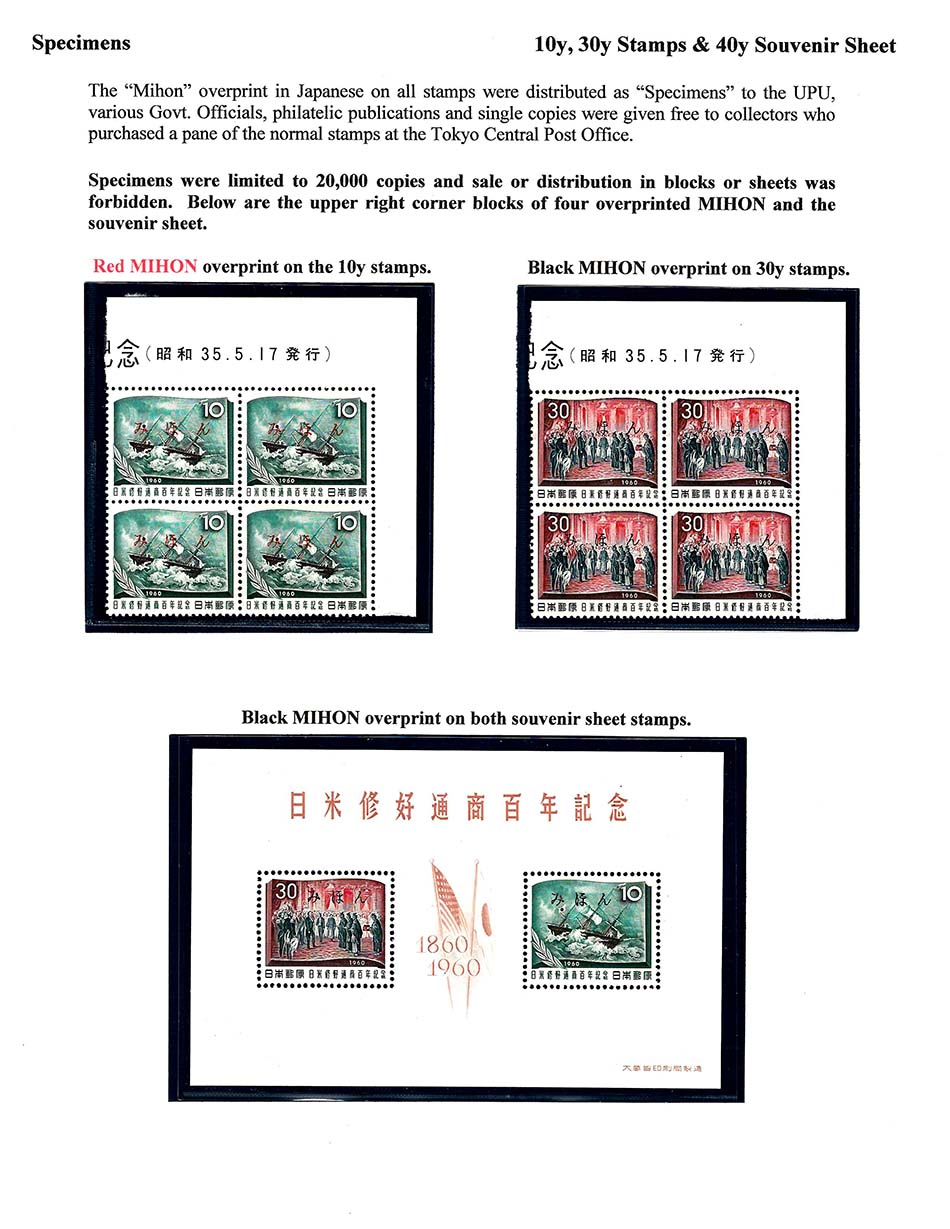 Specimens
10y, 30y Stamps & 40y Souvenir Sheet
The “Mihon” overprint in Japanese on all stamps were distributed as “Specimens” to the UPU,
various Govt. Officials, philatelic publications and single copies were given free to collectors who
purchased a pane of the normal stamps at the Tokyo Central Post Office.
Specimens were limited to 20,000 copies and sale or distribution in blocks or sheets was
forbidden. Below are the upper right corner blocks of four overprinted MIHON and the
souvenir sheet.
Red MIHON overprint on the 10y stamps.
念(昭和 35.5.17発行)
10
みほん
1960
日米修好通商百年記念 日本郵便
10
みほん
1960
日米修好通商百年記念 日本郵便
10
みほん
1960
日米修好通商百年記念 日本郵便
10
みほん
1960
日米修好通商百年記念 日本郵便
Black MIHON overprint on 30y stamps.
念(昭和 35.5.17発行)
30
みほん
1960
日本郵便 日米修好通商百年記念
30
みほん
1960
日本郵便 日米修好通商百年記念
30
みほん
1960
日本郵便 日米修好通商百年記念
30
みほん
1960
日本郵便 日米修好通商百年記念
Black MIHON overprint on both souvenir sheet stamps.
日米修好通商百年記念
30
みほん
1960
日本郵便 日米修好通商百年記念
1860
1960
みほん
10
1960
日米修好通商百年記念 日本郵便
大蔵省印刷局製造